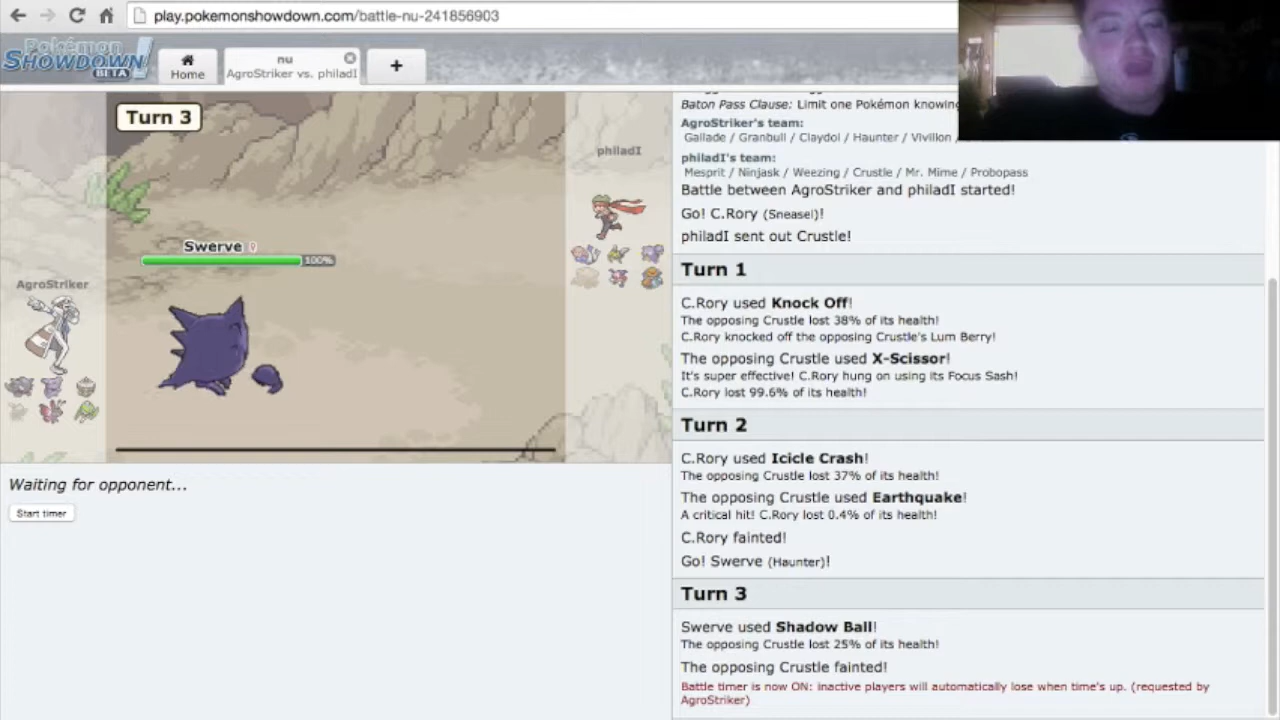 play.pokemonshowdown.com/battle-nu-241856903
Pokémon
SHOWDOWN!
BETA
Home
nu
AgroStriker vs. philadI
+
Turn 3
philadI
Swerve ♀
100%
AgroStriker
Waiting for opponent...
Start timer
Baton Pass Clause: Limit one Pokémon knowing
AgroStriker's team:
Gallade / Granbull / Claydol / Haunter / Vivillon
philadI's team:
Mesprit / Ninjask / Weezing / Crustle / Mr. Mime / Probopass
Battle between AgroStriker and philadI started!
Go! C.Rory (Sneasel)!
philadI sent out Crustle!
Turn 1
C.Rory used Knock Off!
The opposing Crustle lost 38% of its health!
C.Rory knocked off the opposing Crustle's Lum Berry!
The opposing Crustle used X-Scissor!
It's super effective! C.Rory hung on using its Focus Sash!
C.Rory lost 99.6% of its health!
Turn 2
C.Rory used Icicle Crash!
The opposing Crustle lost 37% of its health!
The opposing Crustle used Earthquake!
A critical hit! C.Rory lost 0.4% of its health!
C.Rory fainted!
Go! Swerve (Haunter)!
Turn 3
Swerve used Shadow Ball!
The opposing Crustle lost 25% of its health!
The opposing Crustle fainted!
Battle timer is now ON: inactive players will automatically lose when time's up. (requested by
AgroStriker)